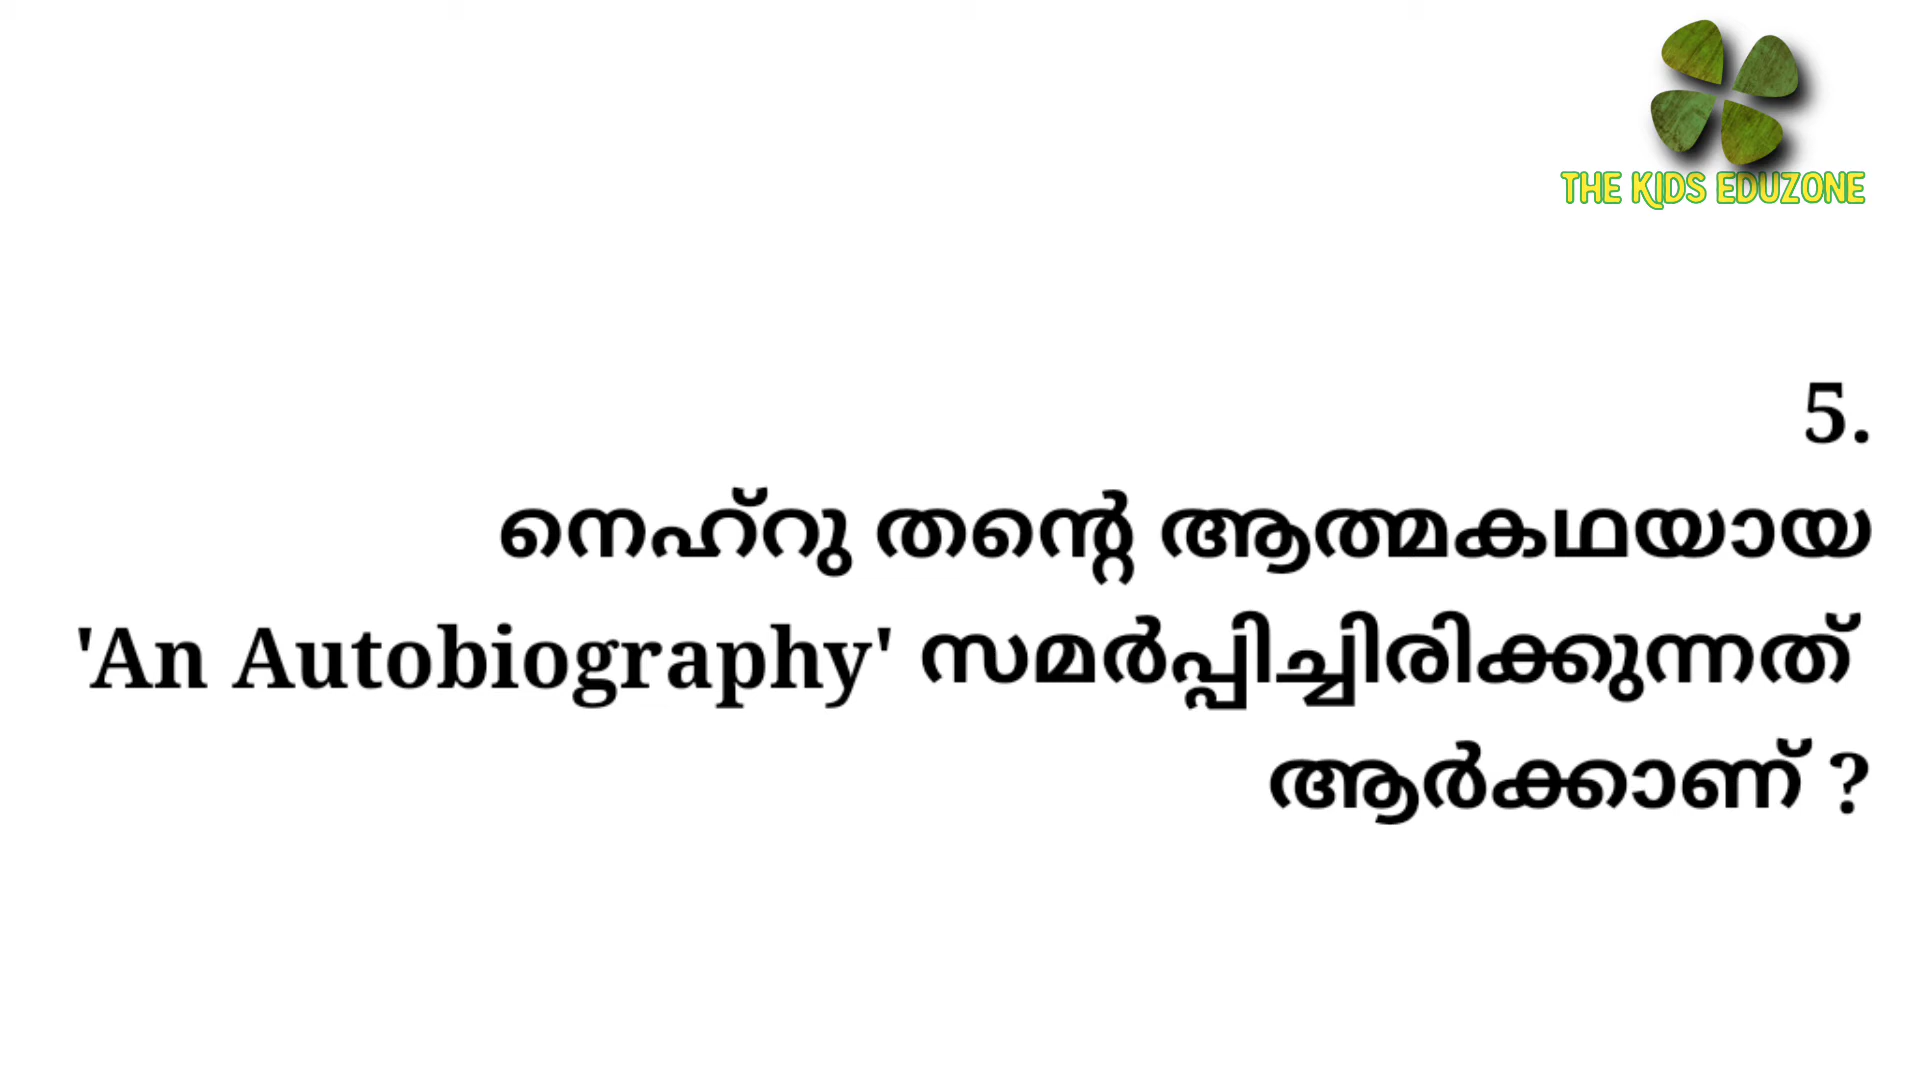 THE KIDS EDUZONE
5.
നെഹ്റു തന്റെ ആത്മകഥയായ
'An Autobiography' സമർപ്പിച്ചിരിക്കുന്നത്
ആർക്കാണ് ?